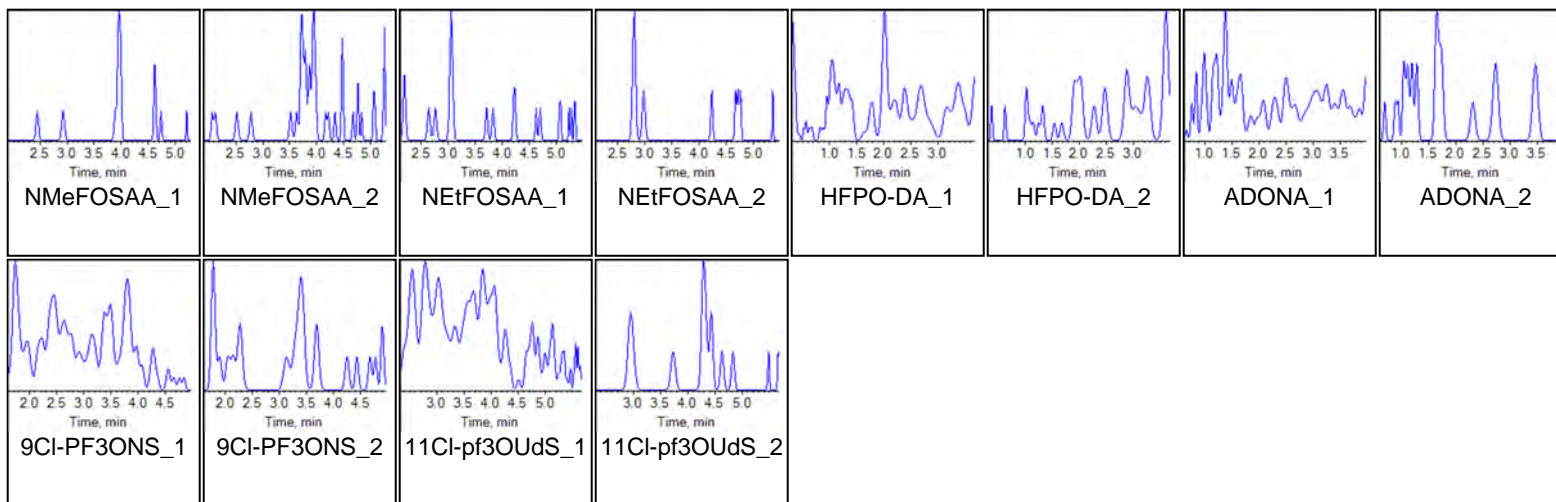 2.5 3.0 3.5 4.0 4.5 5.0
Time, min
NMeFOSAA_1
2.5 3.0 3.5 4.0 4.5 5.0
Time, min
NMeFOSAA_2
2.5 3.0 3.5 4.0 4.5 5.0
Time, min
NEtFOSAA_1
2.5 3.0 3.5 4.0 4.5 5.0
Time, min
NEtFOSAA_2
1.0 1.5 2.0 2.5 3.0
Time, min
HFPO-DA_1
1.0 1.5 2.0 2.5 3.0
Time, min
HFPO-DA_2
1.0 1.5 2.0 2.5 3.0 3.5
Time, min
ADONA_1
1.0 1.5 2.0 2.5 3.0 3.5
Time, min
ADONA_2
2.0 2.5 3.0 3.5 4.0 4.5
Time, min
9Cl-PF3ONS_1
2.0 2.5 3.0 3.5 4.0 4.5
Time, min
9Cl-PF3ONS_2
3.0 3.5 4.0 4.5 5.0
Time, min
11Cl-pf3OUdS_1
3.0 3.5 4.0 4.5 5.0
Time, min
11Cl-pf3OUdS_2